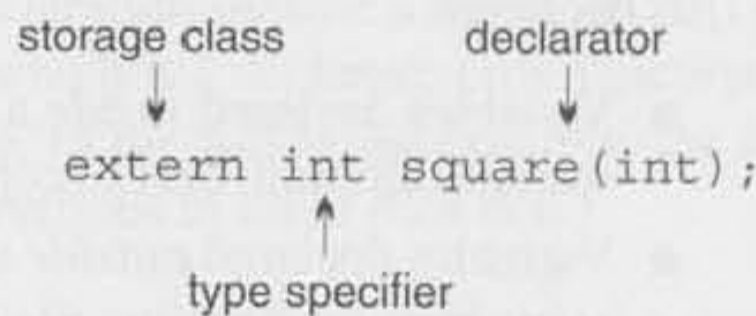 storage class declarator
extern int square(int);
type specifier